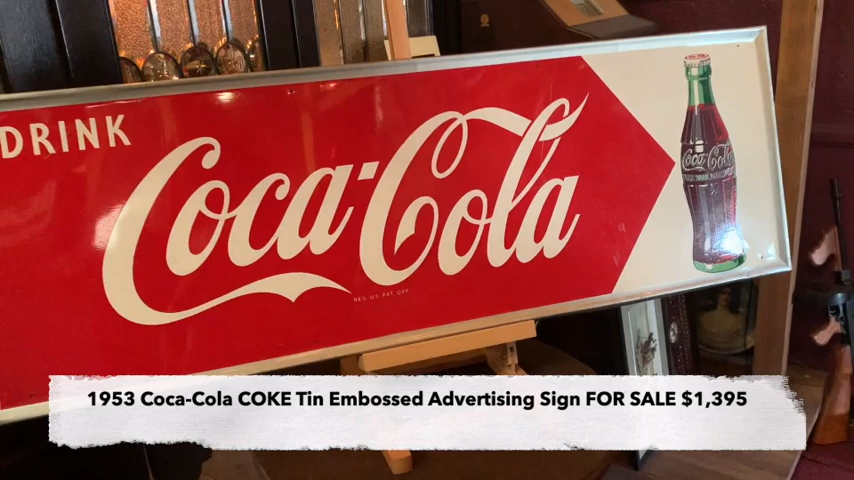 DRINK
Coca-Cola
REG. U.S. PAT. OFF.
Coca-Cola
1953 Coca-Cola COKE Tin Embossed Advertising Sign FOR SALE $1,395